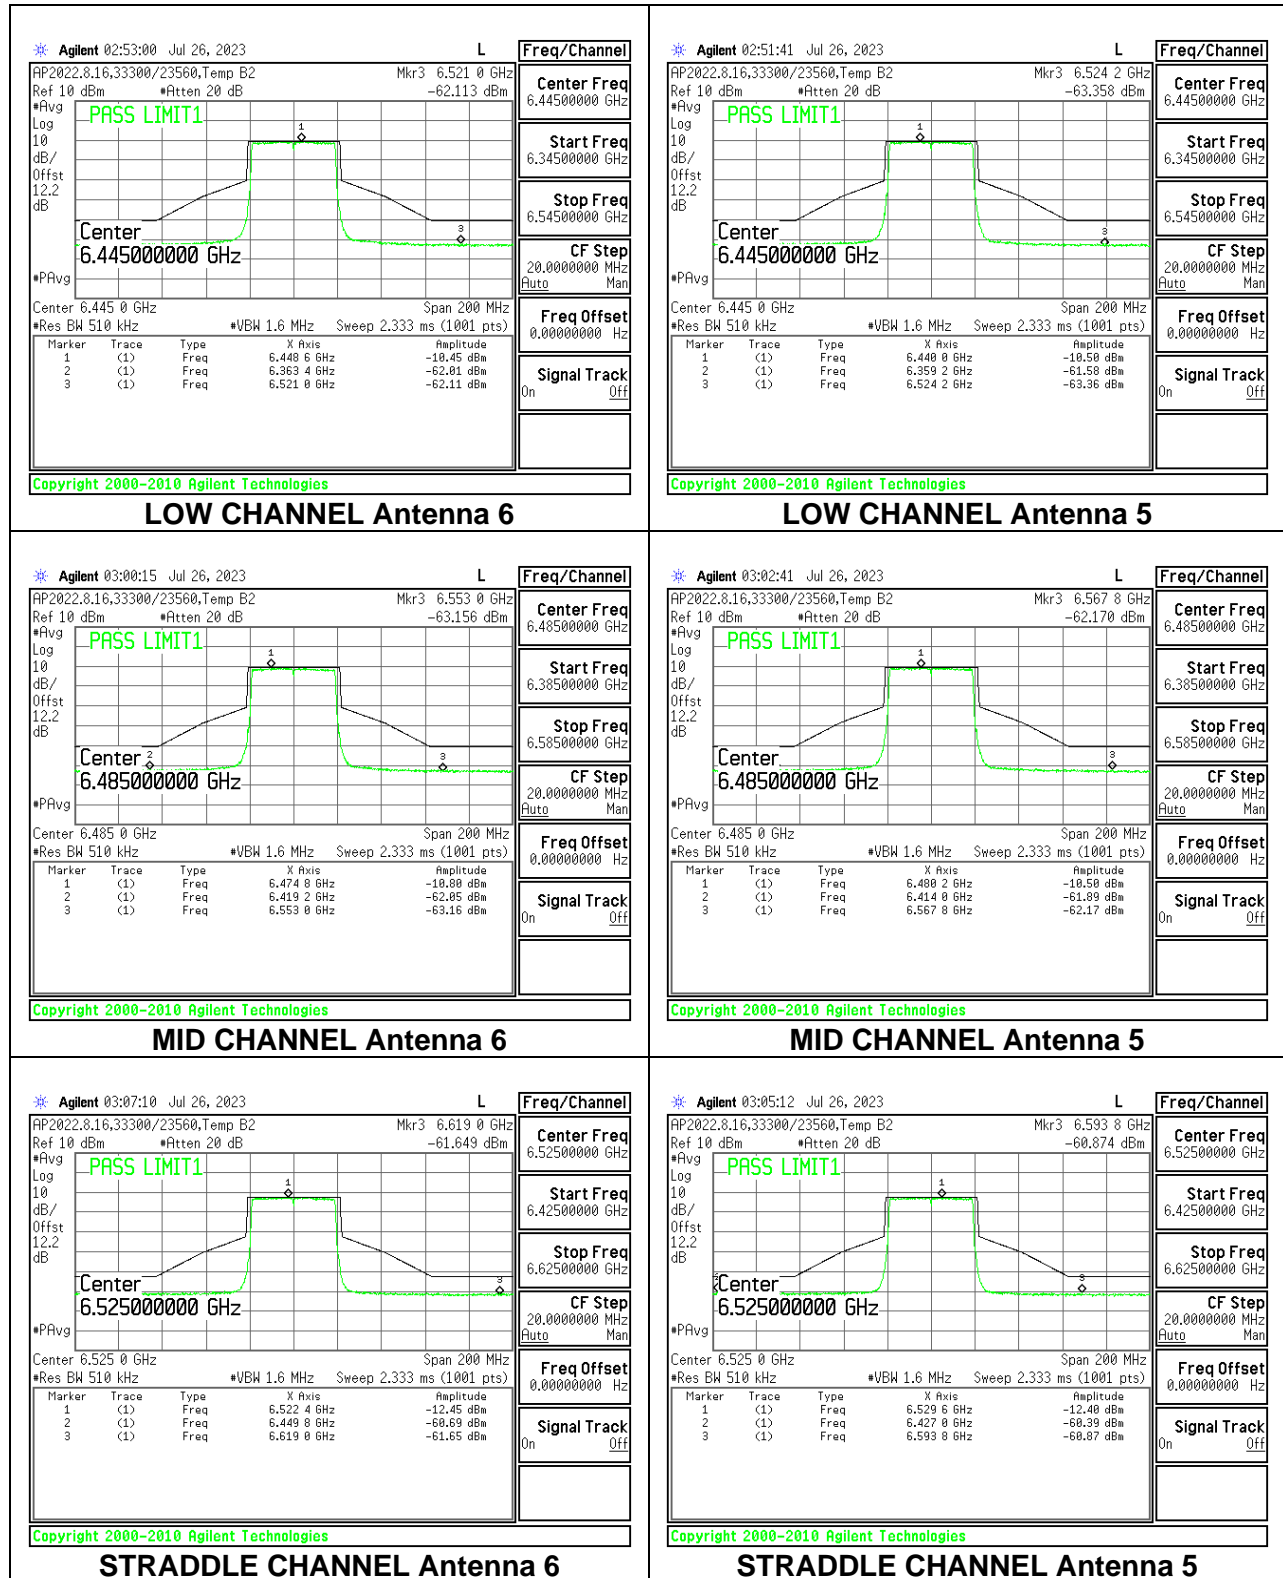 Agilent 02:53:00 Jul 26, 2023 L Freq/Channel
AP2022.8.16,33300/23560,Temp B2 Mkr3 6.521 0 GHz
Ref 10 dBm #Atten 20 dB -62.113 dBm
#Avg
Log
10
dB/
Offst
12.2
dB
#PAvg
PASS LIMIT1
1
3
Center
6.445000000 GHz
Center 6.445 0 GHz Span 200 MHz
#Res BW 510 kHz #VBW 1.6 MHz Sweep 2.333 ms (1001 pts)
Marker Trace Type X Axis Amplitude
1 (1) Freq 6.448 6 GHz -10.45 dBm
2 (1) Freq 6.363 4 GHz -62.01 dBm
3 (1) Freq 6.521 0 GHz -62.11 dBm
Center Freq
6.44500000 GHz
Start Freq
6.34500000 GHz
Stop Freq
6.54500000 GHz
CF Step
20.0000000 MHz
Auto Man
Freq Offset
0.00000000 Hz
Signal Track
On Off
Copyright 2000-2010 Agilent Technologies
LOW CHANNEL Antenna 6
Agilent 02:51:41 Jul 26, 2023 L Freq/Channel
AP2022.8.16,33300/23560,Temp B2 Mkr3 6.524 2 GHz
Ref 10 dBm #Atten 20 dB -63.358 dBm
#Avg
Log
10
dB/
Offst
12.2
dB
#PAvg
PASS LIMIT1
1
3
Center
6.445000000 GHz
Center 6.445 0 GHz Span 200 MHz
#Res BW 510 kHz #VBW 1.6 MHz Sweep 2.333 ms (1001 pts)
Marker Trace Type X Axis Amplitude
1 (1) Freq 6.440 0 GHz -10.50 dBm
2 (1) Freq 6.359 2 GHz -61.58 dBm
3 (1) Freq 6.524 2 GHz -63.36 dBm
Center Freq
6.44500000 GHz
Start Freq
6.34500000 GHz
Stop Freq
6.54500000 GHz
CF Step
20.0000000 MHz
Auto Man
Freq Offset
0.00000000 Hz
Signal Track
On Off
Copyright 2000-2010 Agilent Technologies
LOW CHANNEL Antenna 5
Agilent 03:00:15 Jul 26, 2023 L Freq/Channel
AP2022.8.16,33300/23560,Temp B2 Mkr3 6.553 0 GHz
Ref 10 dBm #Atten 20 dB -63.156 dBm
#Avg
Log
10
dB/
Offst
12.2
dB
#PAvg
PASS LIMIT1
1
2
3
Center
6.485000000 GHz
Center 6.485 0 GHz Span 200 MHz
#Res BW 510 kHz #VBW 1.6 MHz Sweep 2.333 ms (1001 pts)
Marker Trace Type X Axis Amplitude
1 (1) Freq 6.474 8 GHz -10.80 dBm
2 (1) Freq 6.419 2 GHz -62.05 dBm
3 (1) Freq 6.553 0 GHz -63.16 dBm
Center Freq
6.48500000 GHz
Start Freq
6.38500000 GHz
Stop Freq
6.58500000 GHz
CF Step
20.0000000 MHz
Auto Man
Freq Offset
0.00000000 Hz
Signal Track
On Off
Copyright 2000-2010 Agilent Technologies
MID CHANNEL Antenna 6
Agilent 03:02:41 Jul 26, 2023 L Freq/Channel
AP2022.8.16,33300/23560,Temp B2 Mkr3 6.567 8 GHz
Ref 10 dBm #Atten 20 dB -62.170 dBm
#Avg
Log
10
dB/
Offst
12.2
dB
#PAvg
PASS LIMIT1
1
3
Center
6.485000000 GHz
Center 6.485 0 GHz Span 200 MHz
#Res BW 510 kHz #VBW 1.6 MHz Sweep 2.333 ms (1001 pts)
Marker Trace Type X Axis Amplitude
1 (1) Freq 6.480 2 GHz -10.50 dBm
2 (1) Freq 6.414 0 GHz -61.89 dBm
3 (1) Freq 6.567 8 GHz -62.17 dBm
Center Freq
6.48500000 GHz
Start Freq
6.38500000 GHz
Stop Freq
6.58500000 GHz
CF Step
20.0000000 MHz
Auto Man
Freq Offset
0.00000000 Hz
Signal Track
On Off
Copyright 2000-2010 Agilent Technologies
MID CHANNEL Antenna 5
Agilent 03:07:10 Jul 26, 2023 L Freq/Channel
AP2022.8.16,33300/23560,Temp B2 Mkr3 6.619 0 GHz
Ref 10 dBm #Atten 20 dB -61.649 dBm
#Avg
Log
10
dB/
Offst
12.2
dB
#PAvg
PASS LIMIT1
1
3
Center
6.525000000 GHz
Center 6.525 0 GHz Span 200 MHz
#Res BW 510 kHz #VBW 1.6 MHz Sweep 2.333 ms (1001 pts)
Marker Trace Type X Axis Amplitude
1 (1) Freq 6.522 4 GHz -12.45 dBm
2 (1) Freq 6.449 8 GHz -60.69 dBm
3 (1) Freq 6.619 0 GHz -61.65 dBm
Center Freq
6.52500000 GHz
Start Freq
6.42500000 GHz
Stop Freq
6.62500000 GHz
CF Step
20.0000000 MHz
Auto Man
Freq Offset
0.00000000 Hz
Signal Track
On Off
Copyright 2000-2010 Agilent Technologies
STRADDLE CHANNEL Antenna 6
Agilent 03:05:12 Jul 26, 2023 L Freq/Channel
AP2022.8.16,33300/23560,Temp B2 Mkr3 6.593 8 GHz
Ref 10 dBm #Atten 20 dB -60.874 dBm
#Avg
Log
10
dB/
Offst
12.2
dB
#PAvg
PASS LIMIT1
1
3
Center
6.525000000 GHz
Center 6.525 0 GHz Span 200 MHz
#Res BW 510 kHz #VBW 1.6 MHz Sweep 2.333 ms (1001 pts)
Marker Trace Type X Axis Amplitude
1 (1) Freq 6.529 6 GHz -12.40 dBm
2 (1) Freq 6.427 0 GHz -60.39 dBm
3 (1) Freq 6.593 8 GHz -60.87 dBm
Center Freq
6.52500000 GHz
Start Freq
6.42500000 GHz
Stop Freq
6.62500000 GHz
CF Step
20.0000000 MHz
Auto Man
Freq Offset
0.00000000 Hz
Signal Track
On Off
Copyright 2000-2010 Agilent Technologies
STRADDLE CHANNEL Antenna 5